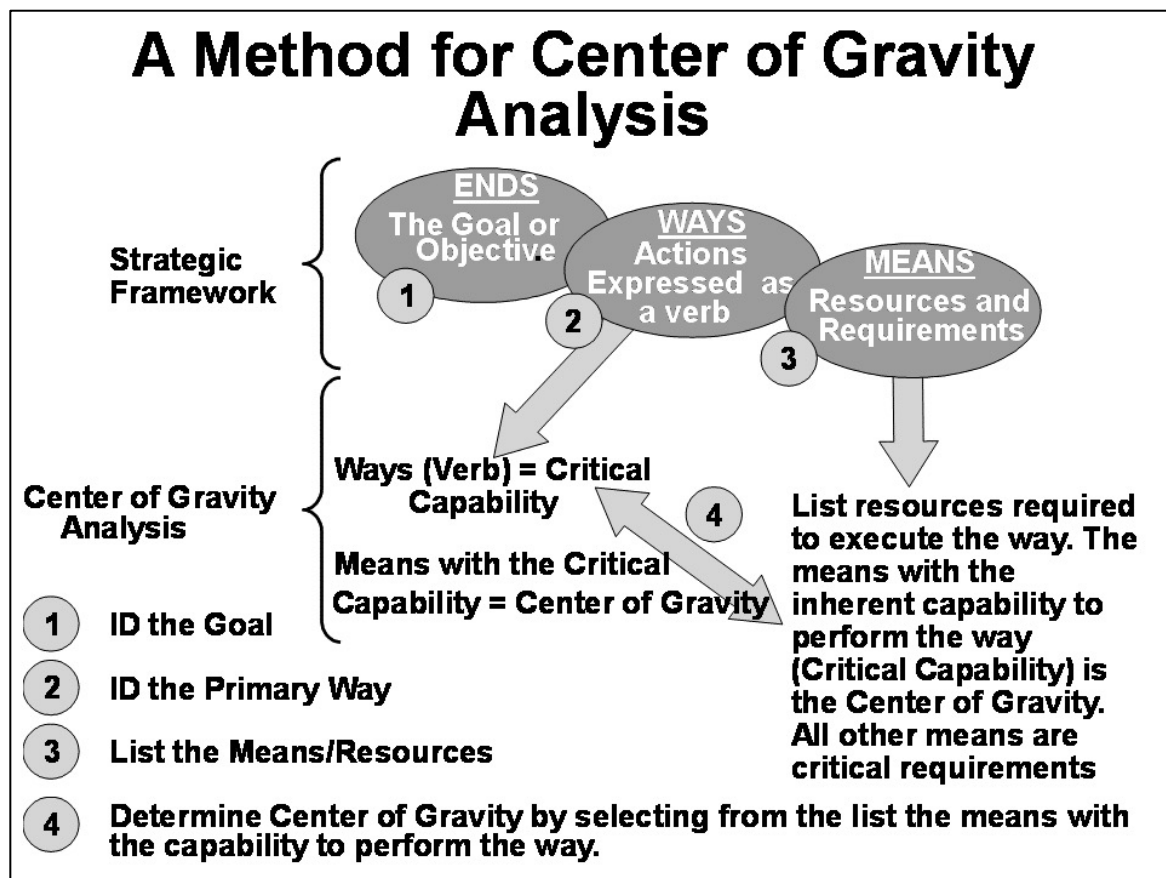 A Method for Center of Gravity
Analysis
Strategic
Framework
ENDS
The Goal or
Objective.
1
WAYS
Actions
Expressed as
a verb
2
MEANS
Resources and
Requirements
3
Center of Gravity
Analysis
Ways (Verb) = Critical
Capability
Means with the Critical
Capability = Center of Gravity
4
List resources required
to execute the way. The
means with the
inherent capability to
perform the way
(Critical Capability) is
the Center of Gravity.
All other means are
critical requirements
1 ID the Goal
2 ID the Primary Way
3 List the Means/Resources
4 Determine Center of Gravity by selecting from the list the means with
the capability to perform the way.